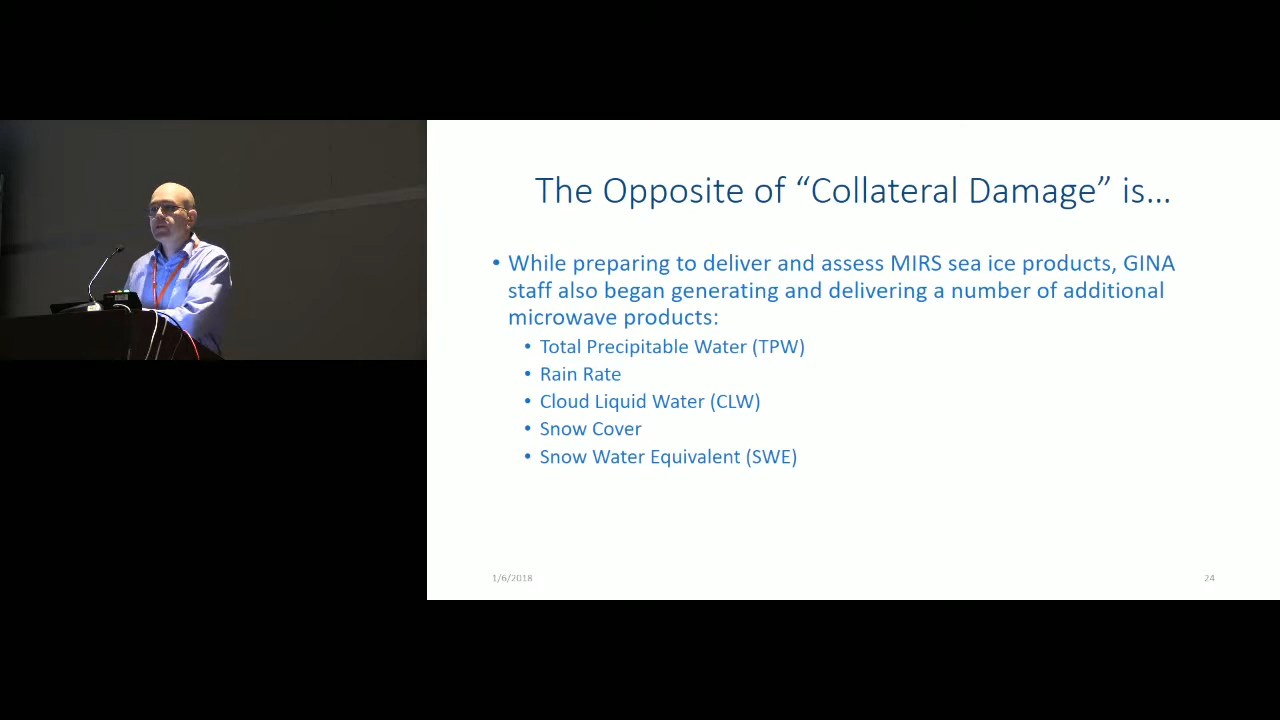 The Opposite of “Collateral Damage” is…
• While preparing to deliver and assess MIRS sea ice products, GINA
staff also began generating and delivering a number of additional
microwave products:
• Total Precipitable Water (TPW)
• Rain Rate
• Cloud Liquid Water (CLW)
• Snow Cover
• Snow Water Equivalent (SWE)
1/6/2018
24